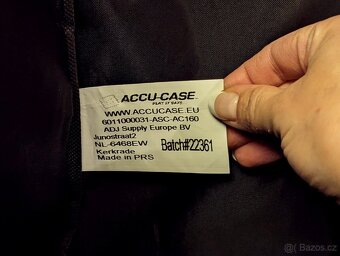 ACCU-CASE
PLAY IT SAFE
WWW.ACCUCASE.EU
6011000031-ASC-AC160
ADJ Supply Europe BV
Junostraat2
NL-6468EW
Kerkrade
Made in PRS
Batch#22361
Bazos.cz